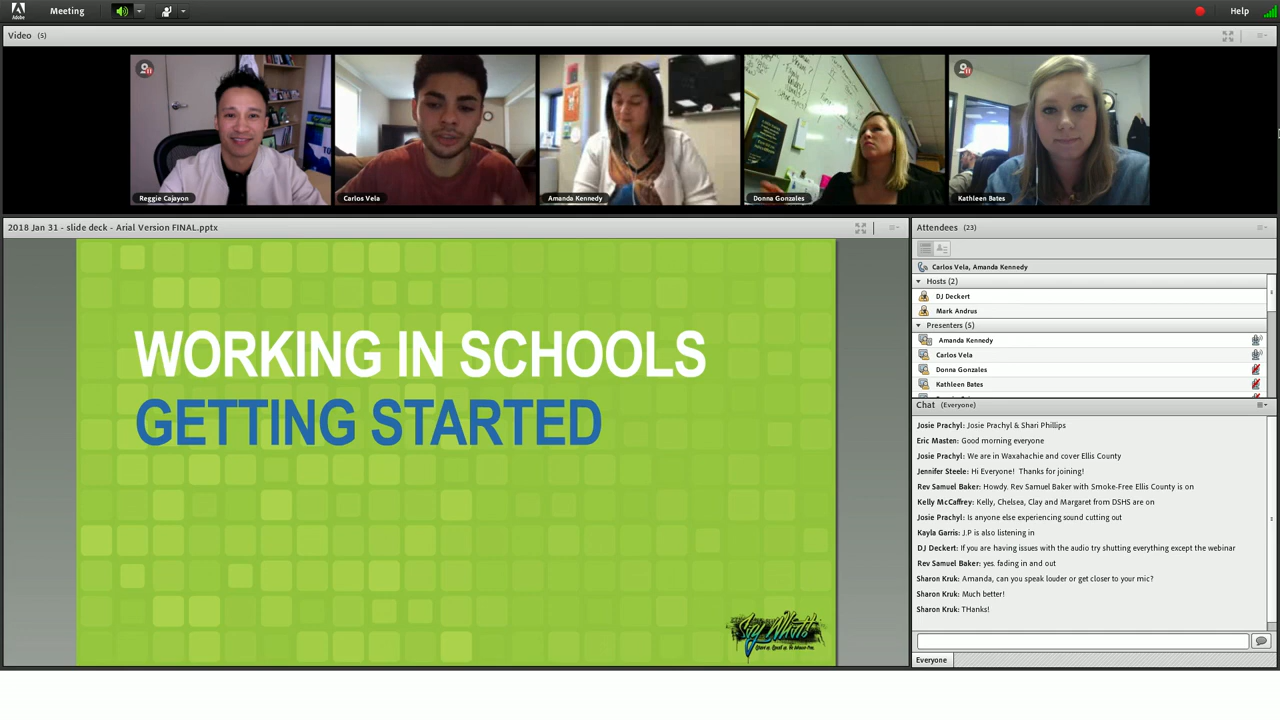 Adobe
Meeting
Help
Video (5)
Reggie Cajayon
Carlos Vela
Amanda Kennedy
Donna Gonzales
Kathleen Bates
2018 Jan 31 - slide deck - Arial Version FINAL.pptx
WORKING IN SCHOOLS
GETTING STARTED
Say What!
Attendees (23)
Carlos Vela, Amanda Kennedy
Hosts (2)
DJ Deckert
Mark Andrus
Presenters (5)
Amanda Kennedy
Carlos Vela
Donna Gonzales
Kathleen Bates
Chat (Everyone)
Josie Prachyl: Josie Prachyl & Shari Phillips
Eric Masten: Good morning everyone
Josie Prachyl: We are in Waxahachie and cover Ellis County
Jennifer Steele: Hi Everyone! Thanks for joining!
Rev Samuel Baker: Howdy. Rev Samuel Baker with Smoke-Free Ellis County is on
Kelly McCaffrey: Kelly, Chelsea, Clay and Margaret from DSHS are on
Josie Prachyl: Is anyone else experiencing sound cutting out
Kayla Garris: J.P is also listening in
DJ Deckert: If you are having issues with the audio try shutting everything except the webinar
Rev Samuel Baker: yes. fading in and out
Sharon Kruk: Amanda, can you speak louder or get closer to your mic?
Sharon Kruk: Much better!
Sharon Kruk: THanks!
Everyone